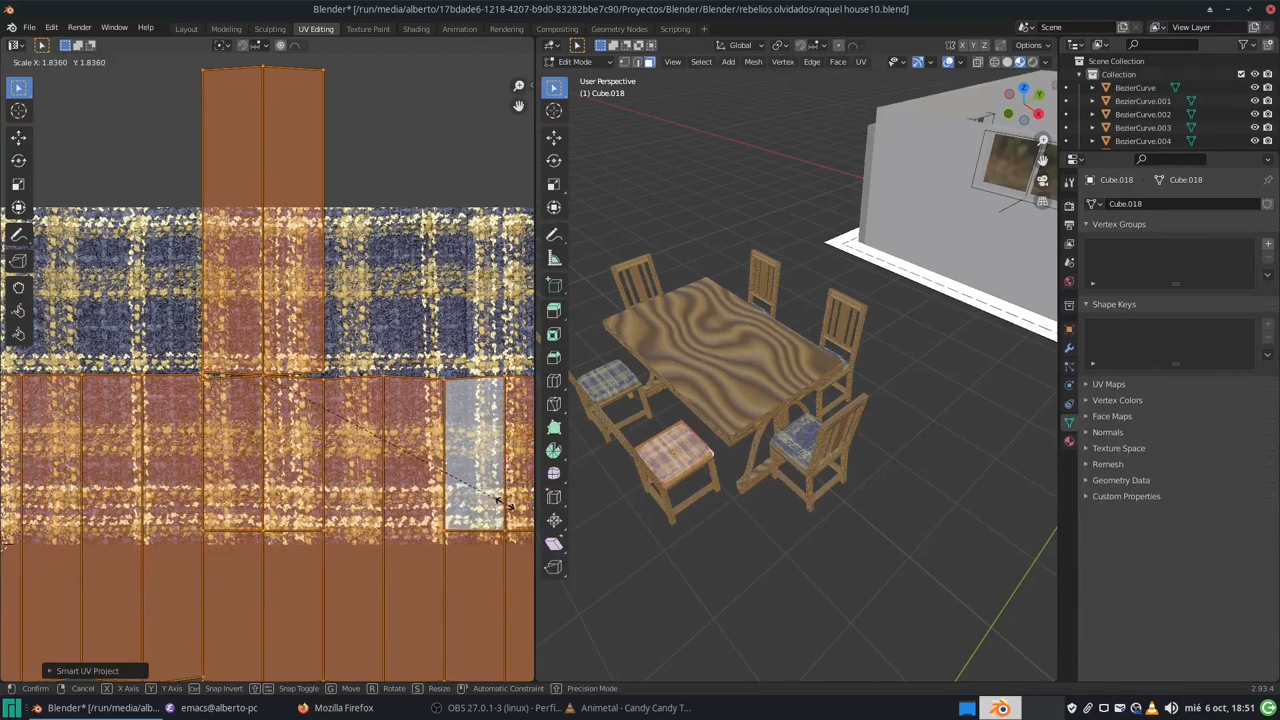 Blender* [/run/media/alberto/17bdade6-1218-4207-b9d0-83282bbe7c90/Proyectos/Blender/Blender/rebelios olvidados/raquel house10.blend]
File Edit Render Window Help Layout Modeling Sculpting UV Editing Texture Paint Shading Animation Rendering Compositing Geometry Nodes Scripting Scene View Layer
Global Options
Scale X: 1.8360 Y: 1.8360
Edit Mode View Select Add Mesh Vertex Edge Face UV X Y Z
Scene Collection
Collection
BezierCurve
BezierCurve.001
BezierCurve.002
BezierCurve.003
BezierCurve.004
User Perspective
(1) Cube.018
Cube.018 Cube.018
Cube.018
Vertex Groups
Shape Keys
UV Maps
Vertex Colors
Face Maps
Normals
Texture Space
Remesh
Geometry Data
Custom Properties
Smart UV Project
Confirm Cancel X X Axis Y Y Axis Ctrl Snap Invert Snap Toggle G Move R Rotate S Resize Automatic Constraint Precision Mode 2.93.4
Blender* [/run/media/alberto/17bdad... emacs@alberto-pc Mozilla Firefox OBS 27.0.1-3 (linux) - Perfi... Animetal - Candy Candy T... mié 6 oct, 18:51